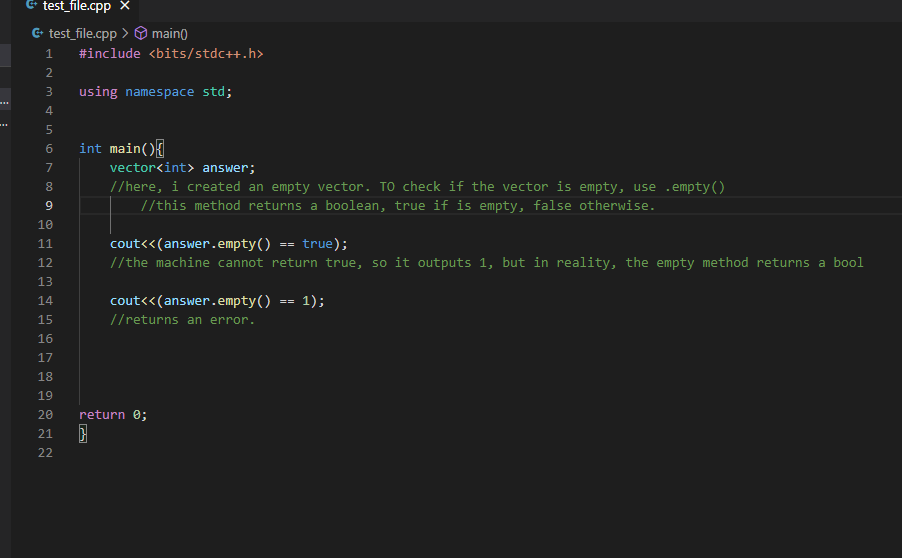 test_file.cpp ×
test_file.cpp > main()
1 #include <bits/stdc++.h>
2
3 using namespace std;
4
5
6 int main(){
7 vector<int> answer;
8 //here, i created an empty vector. TO check if the vector is empty, use .empty()
9 //this method returns a boolean, true if is empty, false otherwise.
10
11 cout<<(answer.empty() == true);
12 //the machine cannot return true, so it outputs 1, but in reality, the empty method returns a bool
13
14 cout<<(answer.empty() == 1);
15 //returns an error.
16
17
18
19
20 return 0;
21 }
22